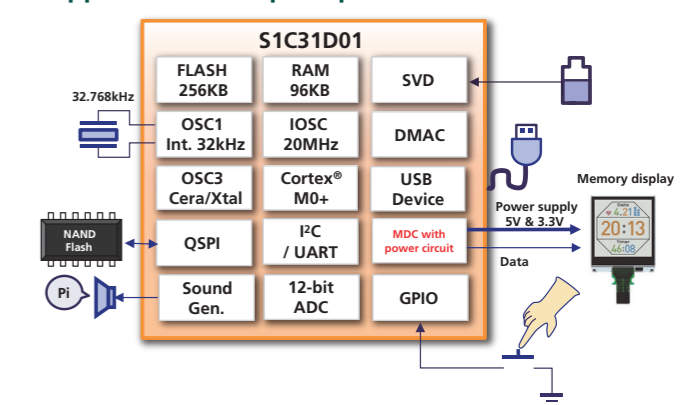 S1C31D01
FLASH
256KB
RAM
96KB
SVD
32.768kHz
OSC1
Int. 32kHz
IOSC
20MHz
DMAC
OSC3
Cera/Xtal
Cortex®
M0+
USB
Device
Memory display
Power supply
5V & 3.3V
NAND
Flash
QSPI
I²C
/ UART
MDC with
power circuit
Data
4.21
20:13
Timer
46:08
Pi
Sound
Gen.
12-bit
ADC
GPIO